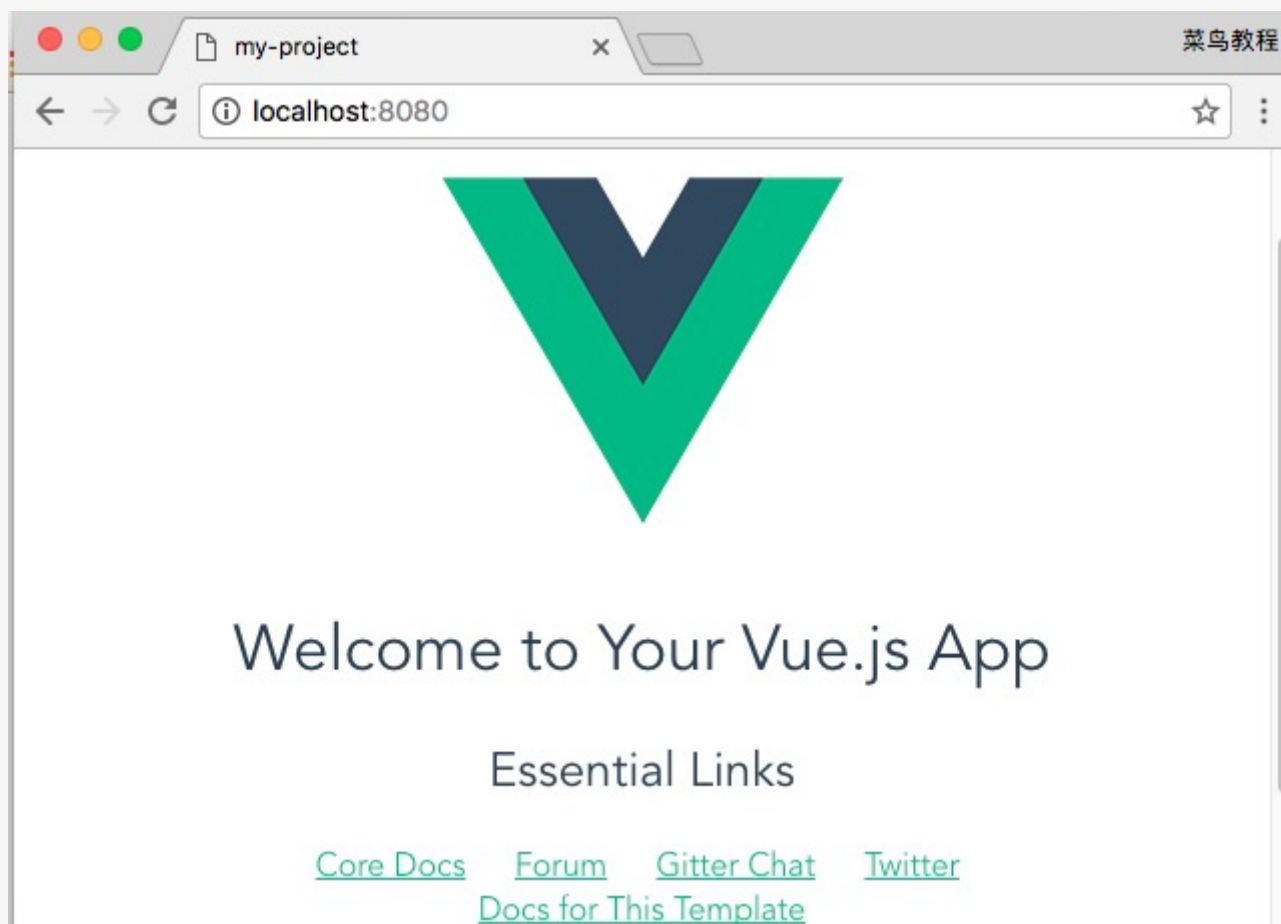 my-project
菜鸟教程
localhost:8080
Welcome to Your Vue.js App
Essential Links
Core Docs Forum Gitter Chat Twitter
Docs for This Template